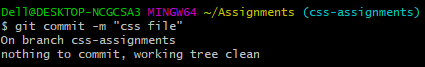 Dell@DESKTOP-NCGCSA3 MINGW64 ~/Assignments (css-assignments)
$ git commit -m "css file"
On branch css-assignments
nothing to commit, working tree clean